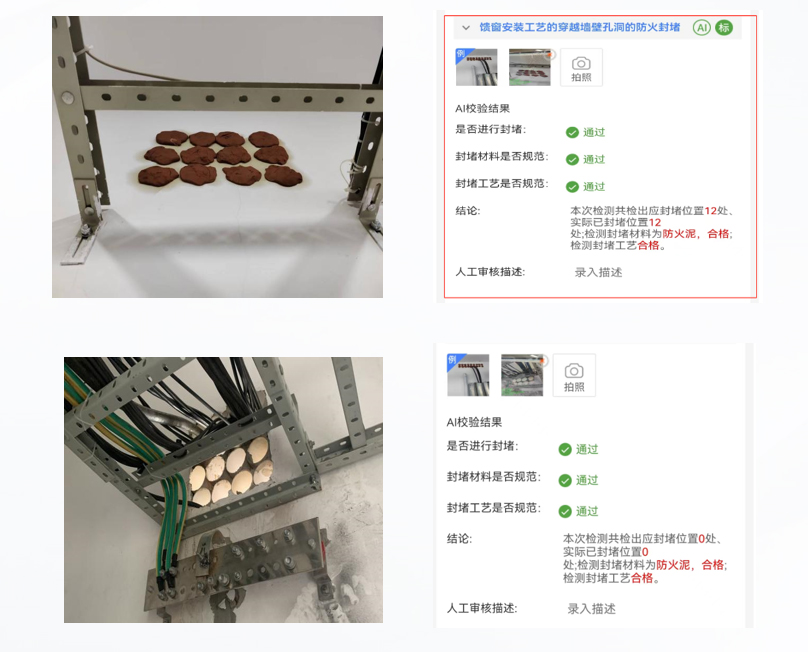 馈窗安装工艺的穿越墙壁孔洞的防火封堵 AI 标
例
拍照
AI校验结果
是否进行封堵: 通过
封堵材料是否规范: 通过
封堵工艺是否规范: 通过
结论: 本次检测共检出应封堵位置12处、
实际已封堵位置12
处;检测封堵材料为防火泥，合格;
检测封堵工艺合格。
人工审核描述: 录入描述
例
拍照
AI校验结果
是否进行封堵: 通过
封堵材料是否规范: 通过
封堵工艺是否规范: 通过
结论: 本次检测共检出应封堵位置0处、
实际已封堵位置0
处;检测封堵材料为防火泥，合格;
检测封堵工艺合格。
人工审核描述: 录入描述